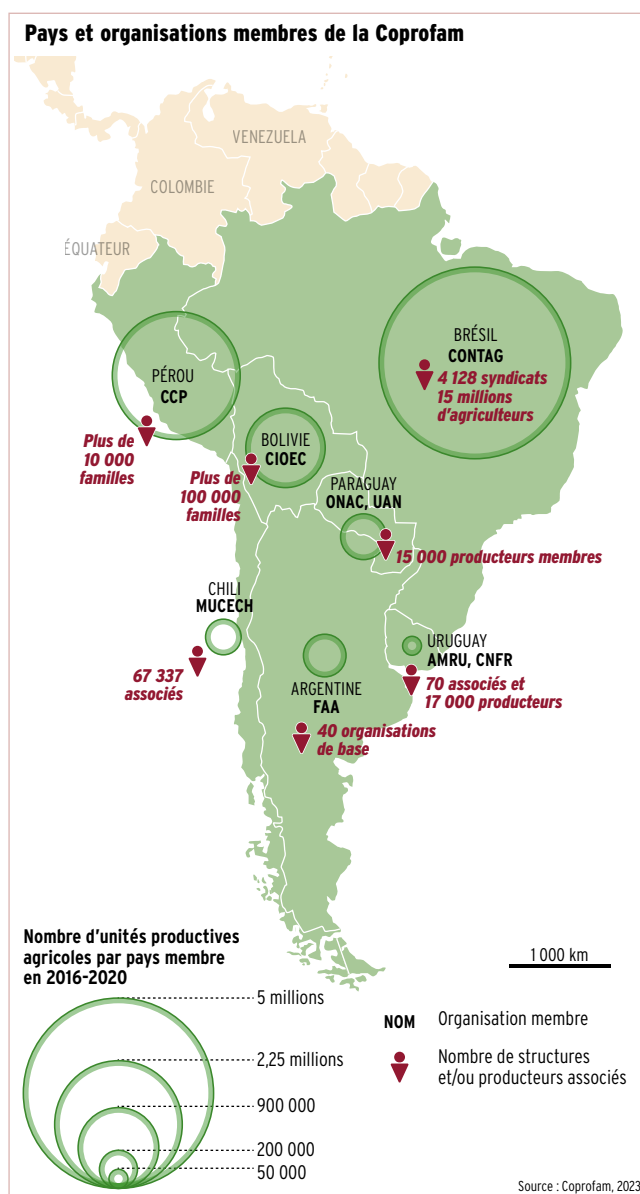 Pays et organisations membres de la Coprofam
VENEZUELA
COLOMBIE
ÉQUATEUR
BRÉSIL
CONTAG
4 128 syndicats
15 millions
d'agriculteurs
PÉROU
CCP
Plus de
10 000
familles
BOLIVIE
CIOEC
Plus de
100 000
familles
PARAGUAY
ONAC, UAN
15 000 producteurs membres
CHILI
MUCECH
67 337
associés
URUGUAY
AMRU, CNFR
70 associés et
17 000 producteurs
ARGENTINE
FAA
40 organisations
de base
Nombre d'unités productives
agricoles par pays membre
en 2016-2020
5 millions
2,25 millions
900 000
200 000
50 000
1 000 km
NOM Organisation membre
Nombre de structures
et/ou producteurs associés
Source : Coprofam, 2023